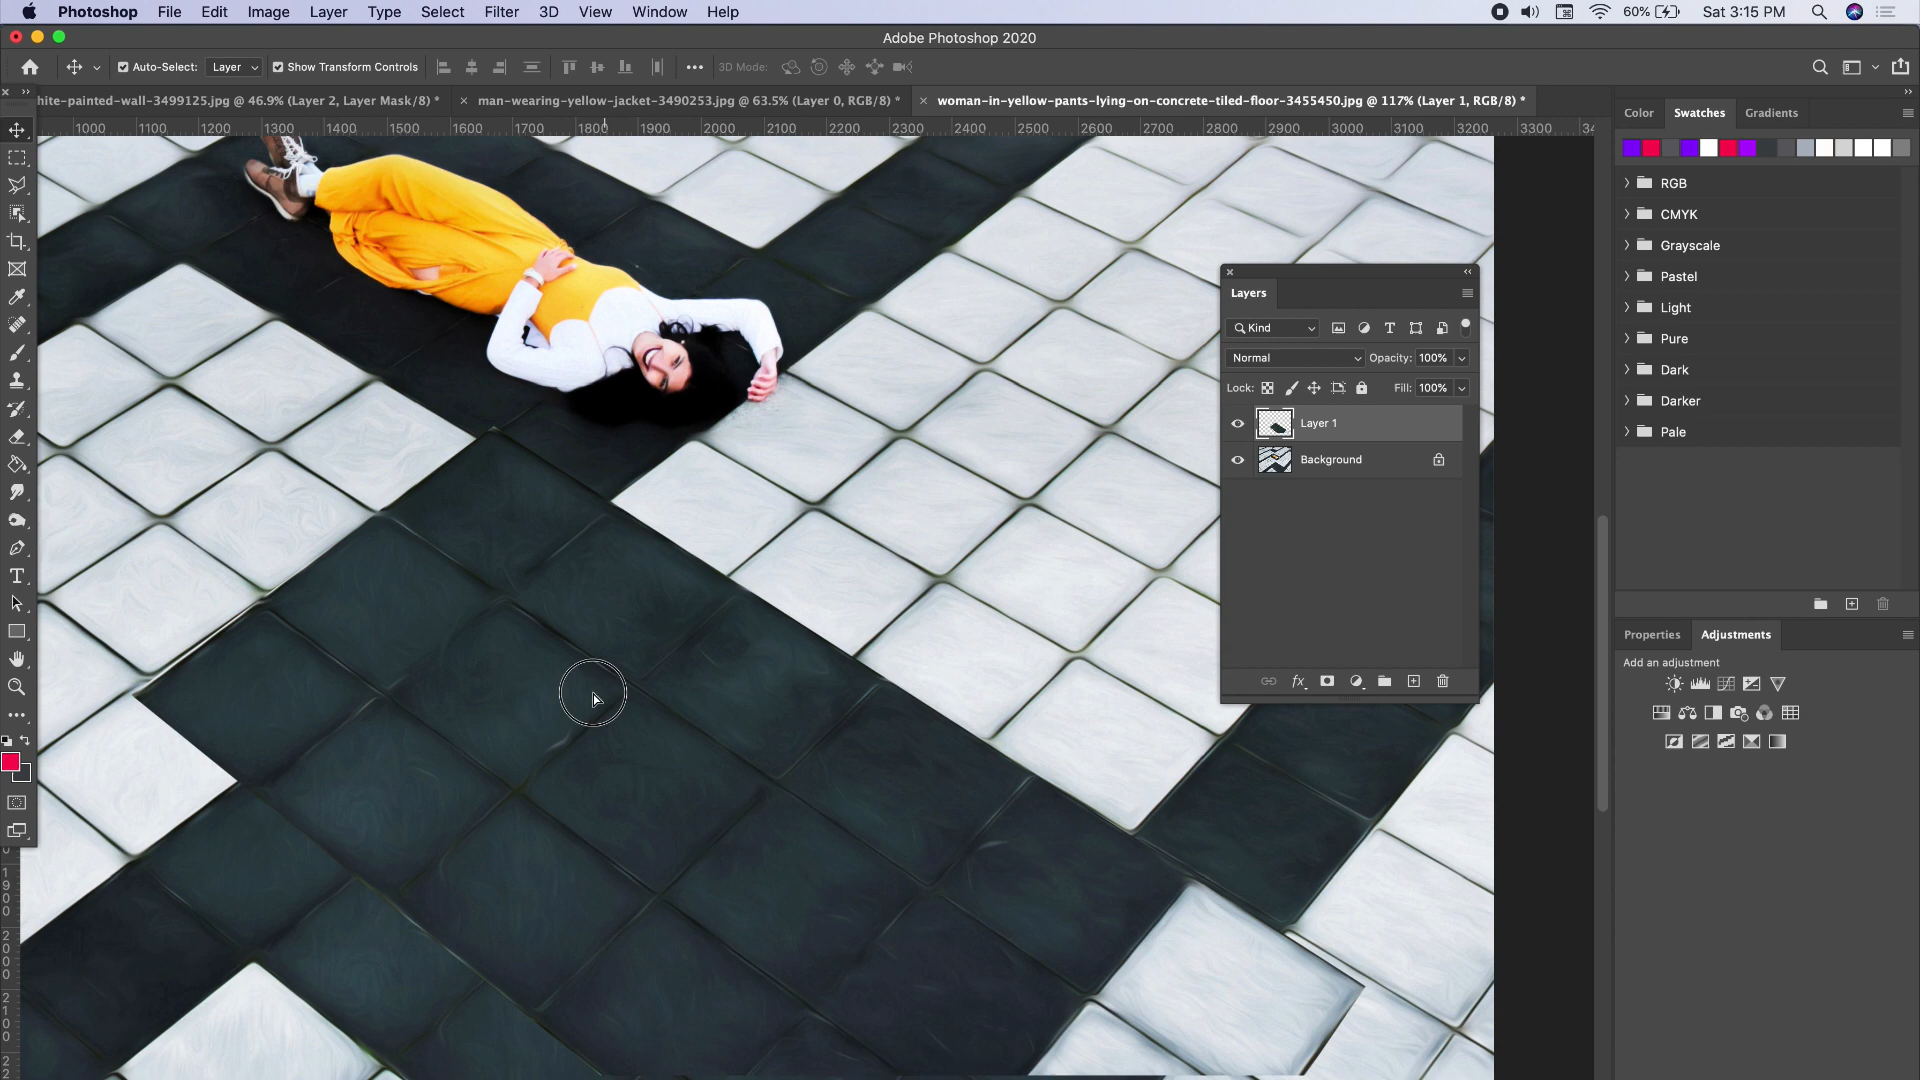 Photoshop File Edit Image Layer Type Select Filter 3D View Window Help 60% Sat 3:15 PM
Adobe Photoshop 2020
Auto-Select: Layer Show Transform Controls 3D Mode:
hite-painted-wall-3499125.jpg @ 46.9% (Layer 2, Layer Mask/8) * man-wearing-yellow-jacket-3490253.jpg @ 63.5% (Layer 0, RGB/8) * woman-in-yellow-pants-lying-on-concrete-tiled-floor-3455450.jpg @ 117% (Layer 1, RGB/8) *
1000 1100 1200 1300 1400 1500 1600 1700 1800 1900 2000 2100 2200 2300 2400 2500 2600 2700 2800 2900 3000 3100 3200 3300
Color Swatches Gradients
RGB
CMYK
Grayscale
Pastel
Light
Pure
Dark
Darker
Pale
Layers
Kind
Normal Opacity: 100%
Lock: Fill: 100%
Layer 1
Background
fx
Properties Adjustments
Add an adjustment
1900
2000
2100